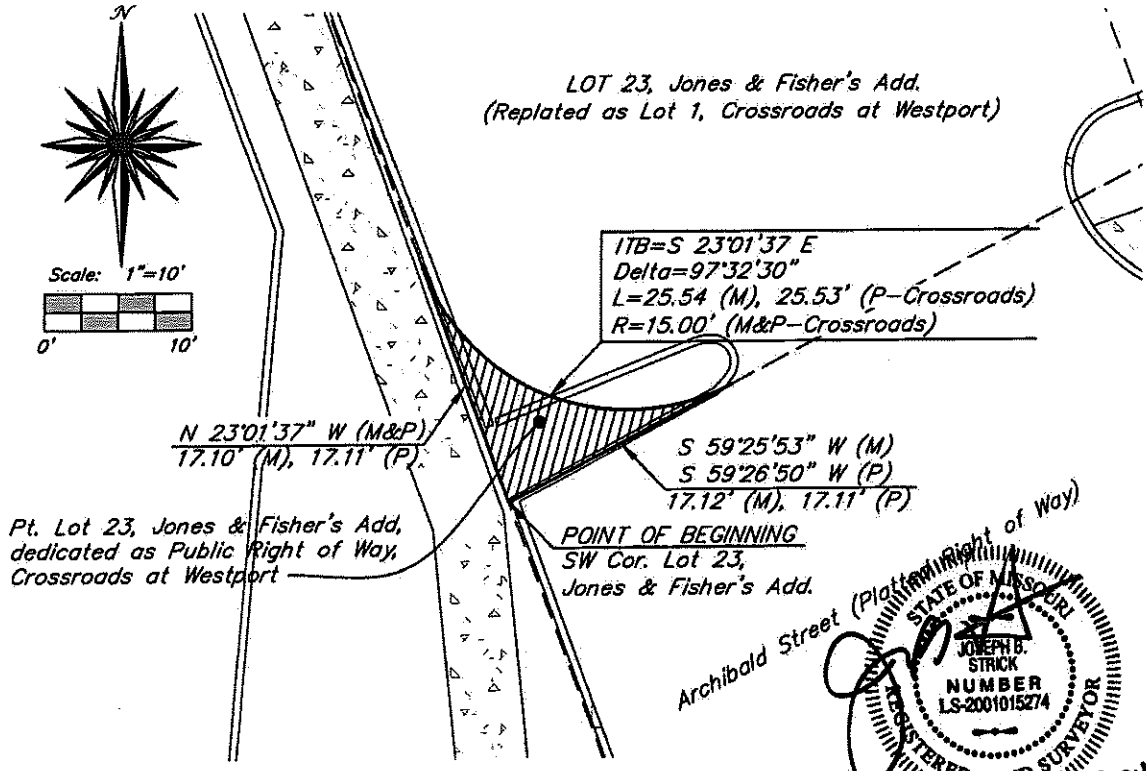 N
LOT 23, Jones & Fisher's Add.
(Replated as Lot 1, Crossroads at Westport)
Scale: 1"=10'
0' 10'
ITB=S 23°01'37 E
Delta=97°32'30"
L=25.54 (M), 25.53' (P-Crossroads)
R=15.00' (M&P-Crossroads)
N 23°01'37" W (M&P)
17.10' (M), 17.11' (P)
S 59°25'53" W (M)
S 59°26'50" W (P)
17.12' (M), 17.11' (P)
Pt. Lot 23, Jones & Fisher's Add,
dedicated as Public Right of Way,
Crossroads at Westport
POINT OF BEGINNING
SW Cor. Lot 23,
Jones & Fisher's Add.
Archibald Street (Platted Right of Way)
STATE OF MISSOURI
JOSEPH B.
STRICK
NUMBER
LS-2001015274
REGISTERED LAND SURVEYOR